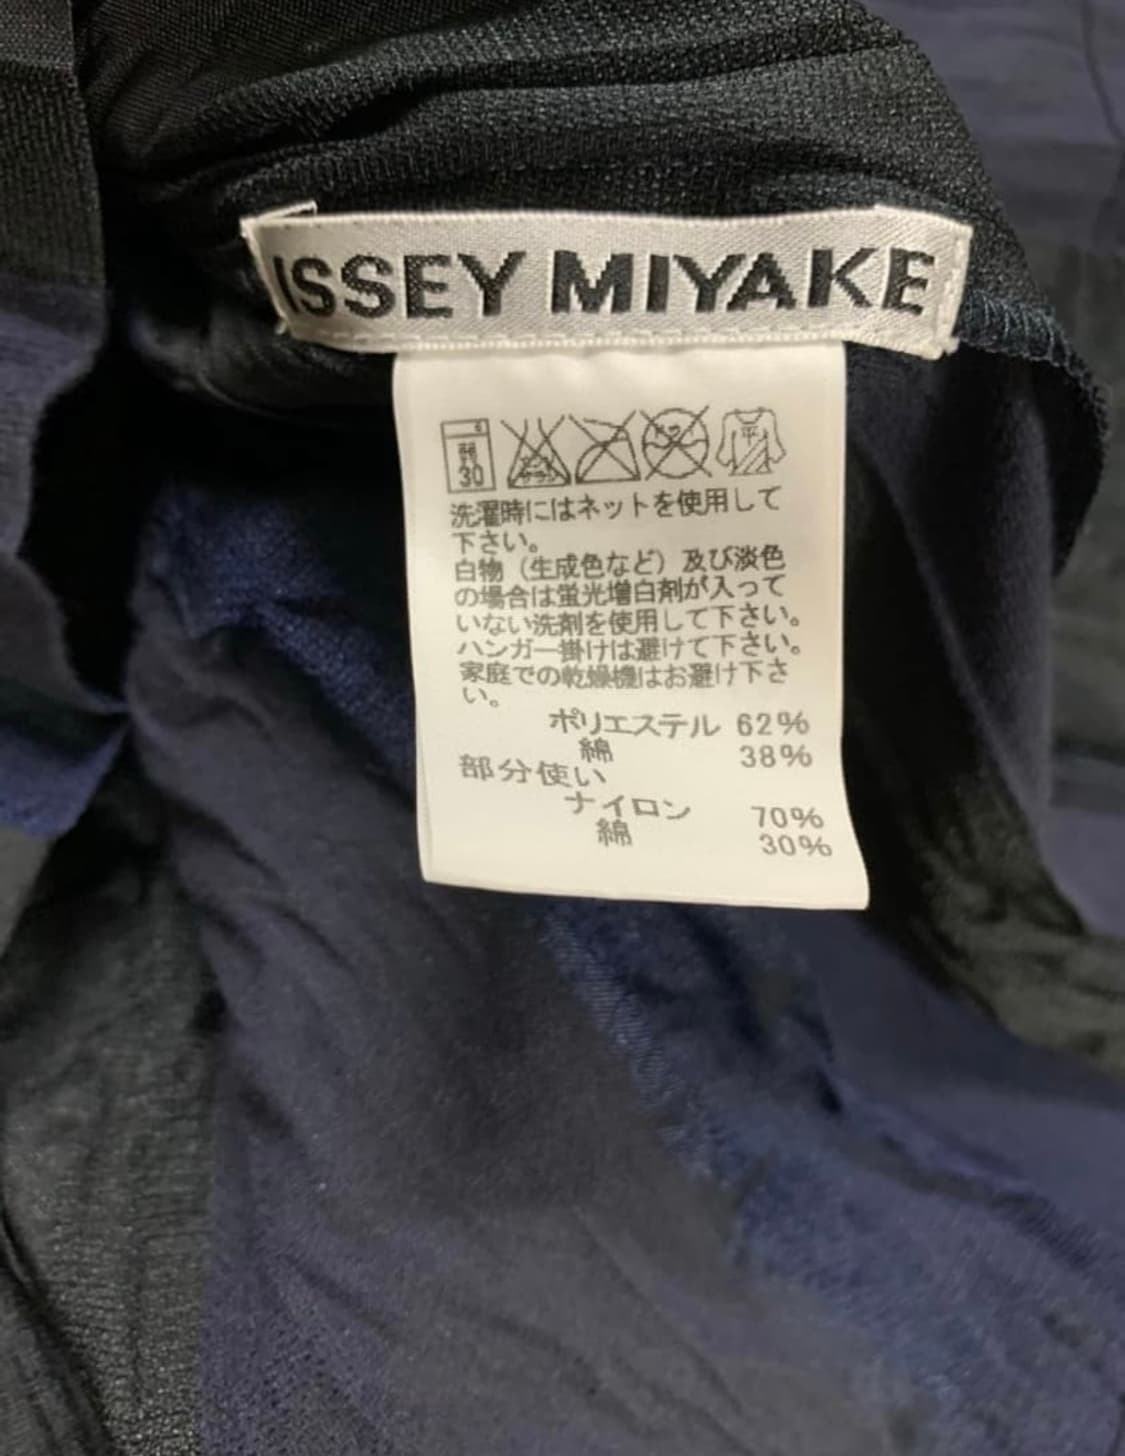 ISSEY MIYAKE
弱
30
平
洗濯時にはネットを使用して
下さい。
白物（生成色など）及び淡色
の場合は蛍光増白剤が入って
いない洗剤を使用して下さい。
ハンガー掛けは避けて下さい。
家庭での乾燥機はお避け下さ
い。
ポリエステル 62%
綿 38%
部分使い
ナイロン 70%
綿 30%